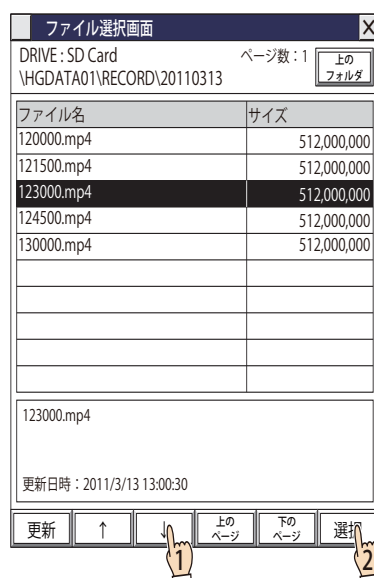 ファイル選択画面 X
DRIVE : SD Card ページ数：1
\HGDATA01\RECORD\20110313
上の
フォルダ
ファイル名 サイズ
120000.mp4 512,000,000
121500.mp4 512,000,000
123000.mp4 512,000,000
124500.mp4 512,000,000
130000.mp4 512,000,000
123000.mp4
更新日時：2011/3/13 13:00:30
更新 ↑ ↓ 上の
ページ 下の
ページ 選択
1 2